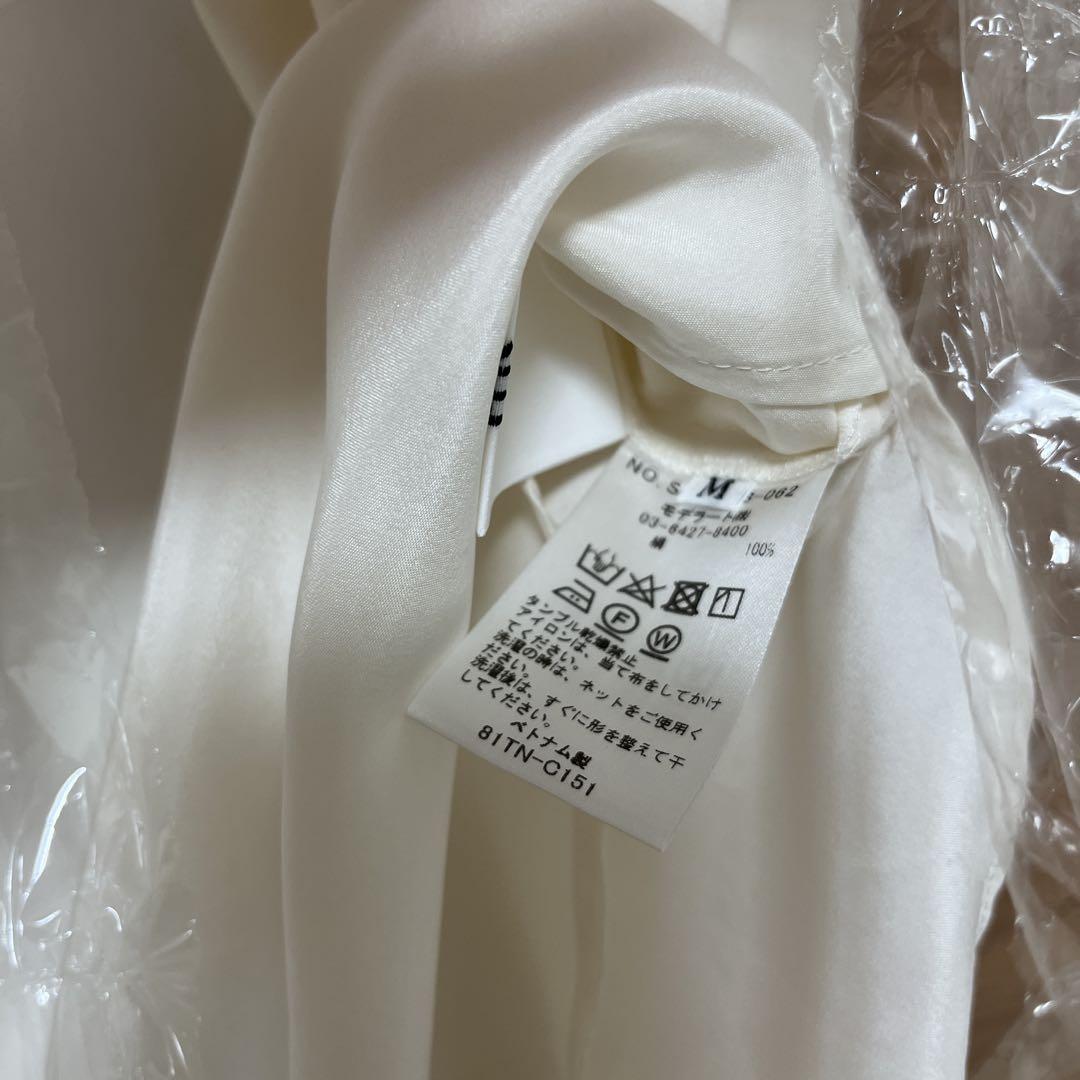 NO. S M 3-062
モデラート㈱
03-6427-8400
絹 100%
F W
タンブル乾燥禁止
アイロンは、当て布をしてかけ
てください。
洗濯の時は、ネットをご使用く
ださい。
洗濯後は、すぐに形を整えて干
してください。
ベトナム製
81TN-C151